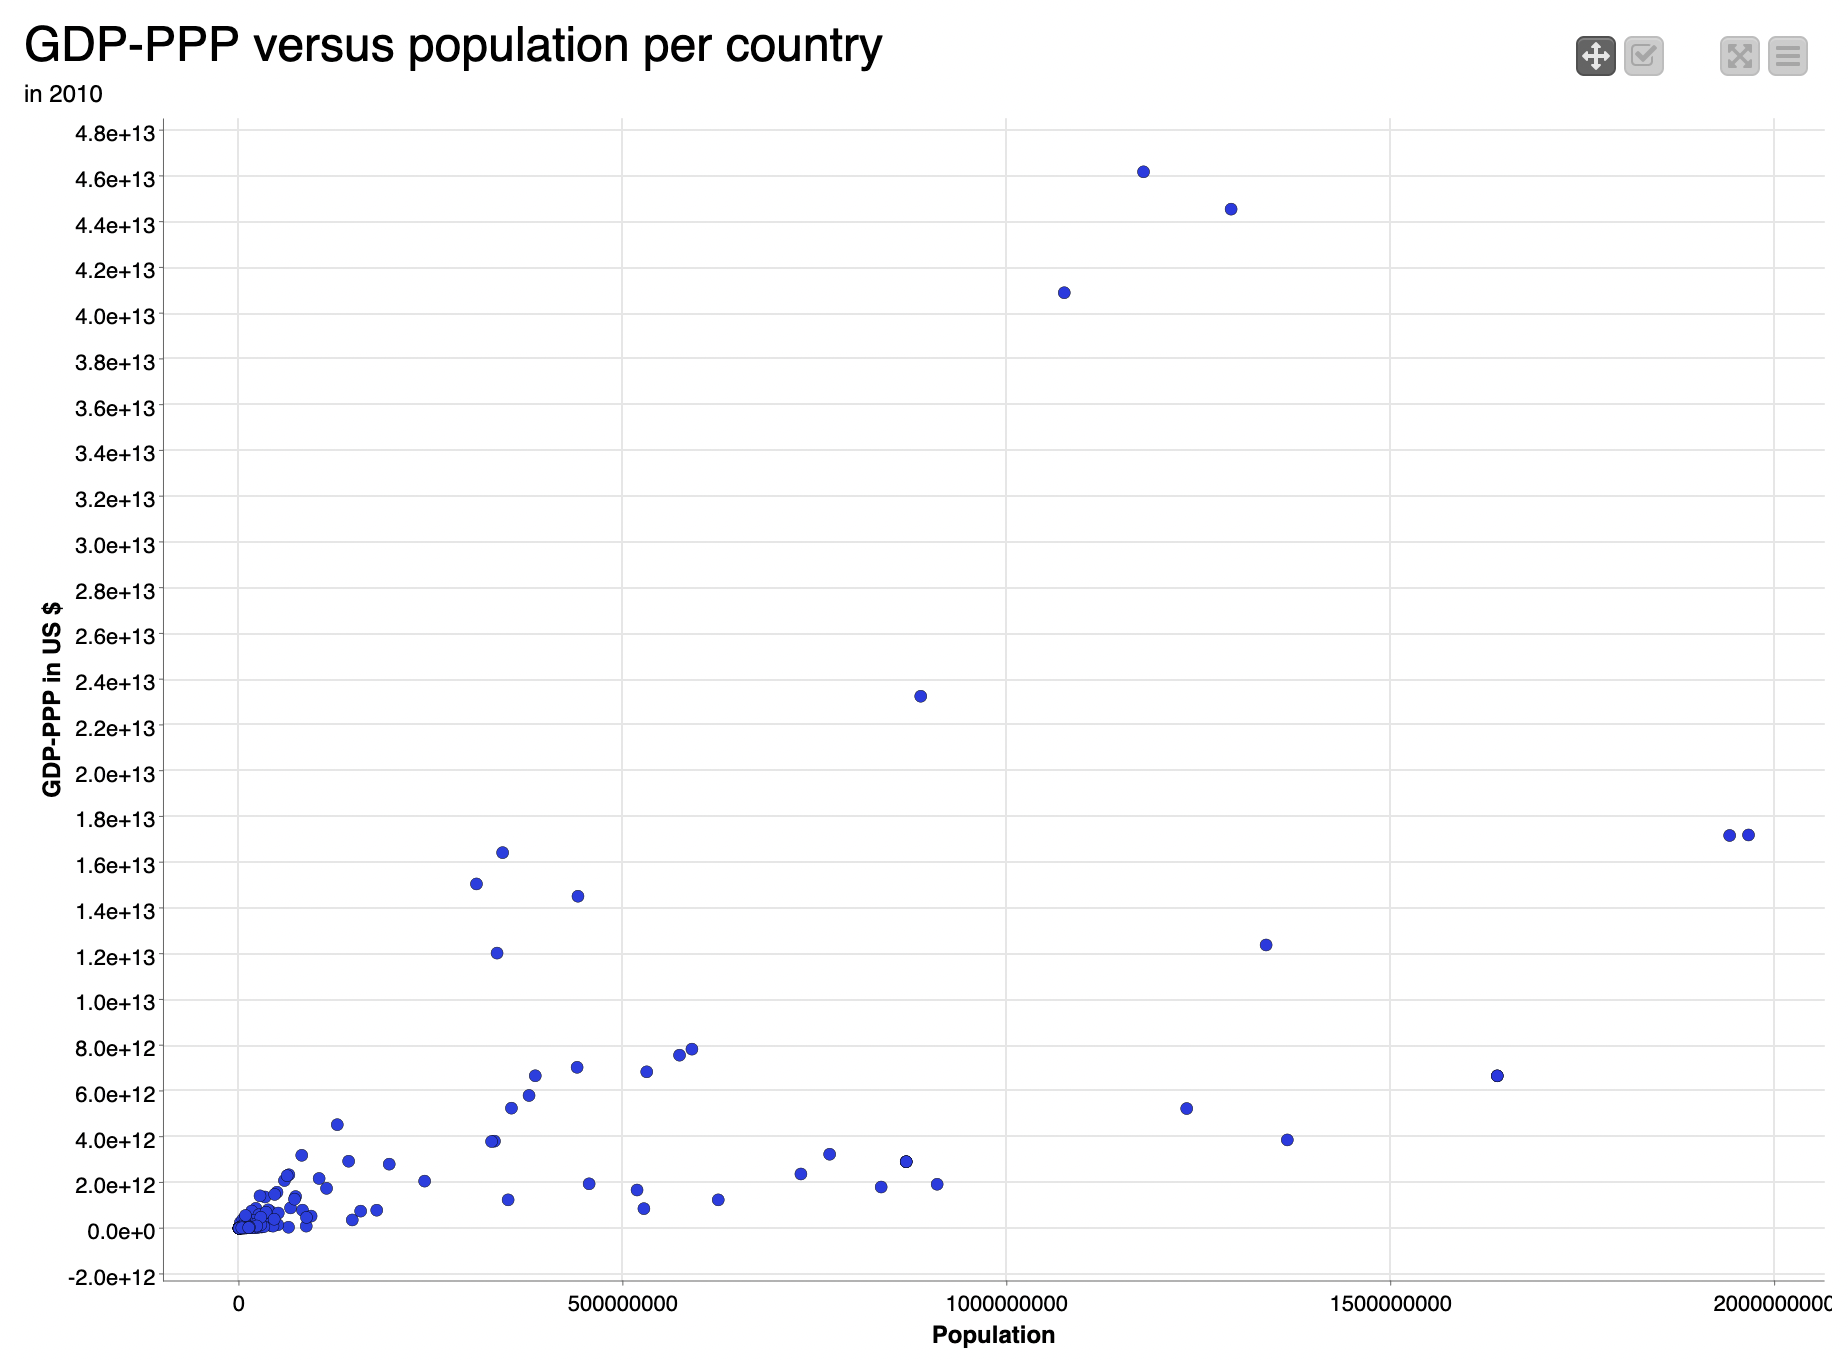 GDP-PPP versus population per country
in 2010
4.8e+13
4.6e+13
4.4e+13
4.2e+13
4.0e+13
3.8e+13
3.6e+13
3.4e+13
3.2e+13
3.0e+13
2.8e+13
2.6e+13
2.4e+13
2.2e+13
2.0e+13
1.8e+13
1.6e+13
1.4e+13
1.2e+13
1.0e+13
8.0e+12
6.0e+12
4.0e+12
2.0e+12
0.0e+0
-2.0e+12
GDP-PPP in US $
0 500000000 1000000000 1500000000 2000000000
Population